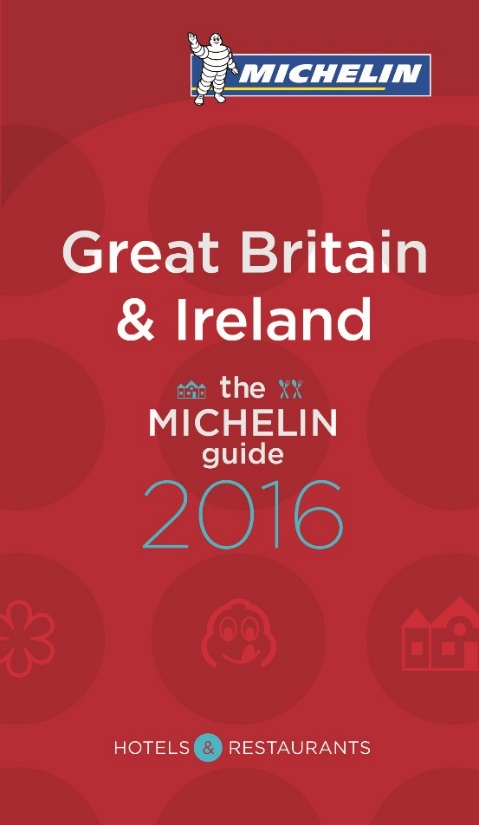 MICHELIN
Great Britain
& Ireland
the
MICHELIN
guide
2016
HOTELS & RESTAURANTS